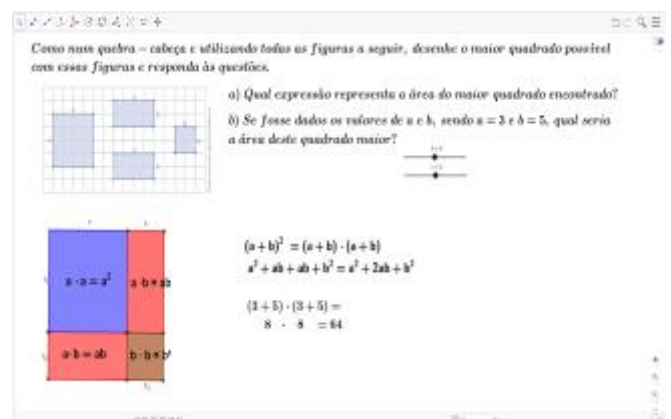 Como num quebra – cabeça e utilizando todas as figuras a seguir, desenhe o maior quadrado possível
com essas figuras e responda às questões.
a) Qual expressão representa a área do maior quadrado encontrado?
b) Se fosse dados os valores de a e b, sendo a = 3 e b = 5, qual seria
a área deste quadrado maior?
a · a = a²
a·b = ab
a·b = ab
b·b = b²
(a + b)² = (a + b) · (a + b)
a² + ab + ab + b² = a² + 2ab + b²
(3 + 5) · (3 + 5) =
8 · 8 = 64